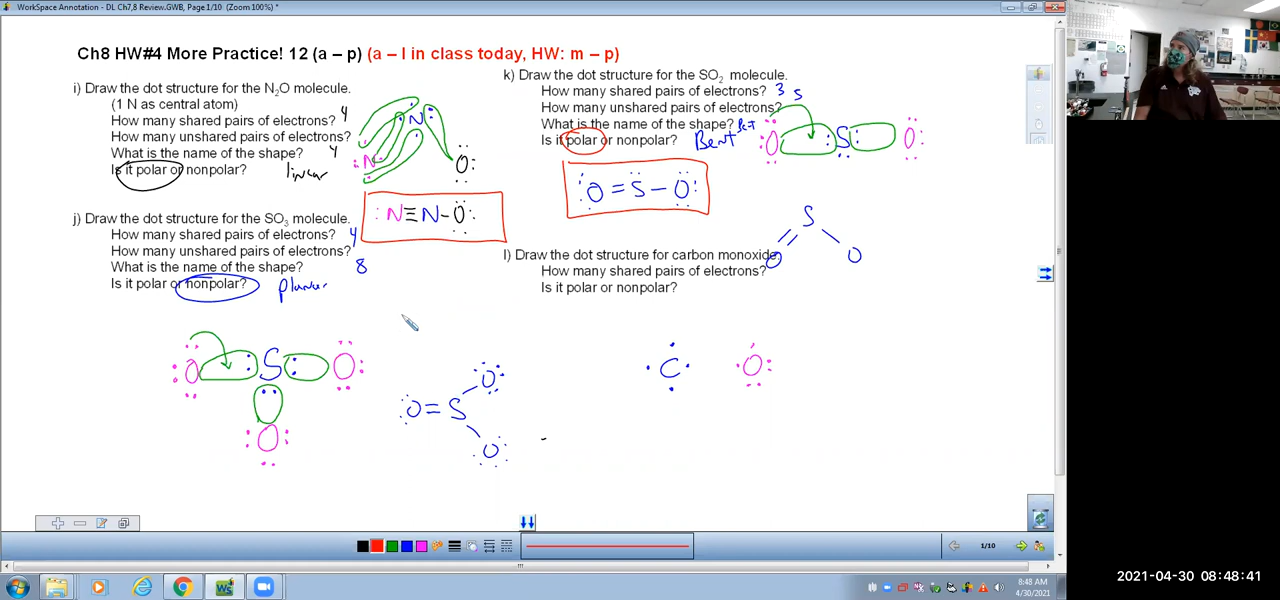 WorkSpace Annotation - DL Ch7,8 Review.GWB, Page1/10 (Zoom 100%) *
Ch8 HW#4 More Practice! 12 (a – p) (a – l in class today, HW: m – p)
i) Draw the dot structure for the N₂O molecule.
(1 N as central atom)
How many shared pairs of electrons? 4
How many unshared pairs of electrons? 4
What is the name of the shape? linear
Is it polar or nonpolar?
N
N
O
N≡N-O
j) Draw the dot structure for the SO₃ molecule.
How many shared pairs of electrons? 4
How many unshared pairs of electrons? 8
What is the name of the shape? planar
Is it polar or nonpolar?
O S O
O
O
O=S
O
k) Draw the dot structure for the SO₂ molecule.
How many shared pairs of electrons? 3
How many unshared pairs of electrons? 5
What is the name of the shape? Bent
Is it polar or nonpolar? Bent
O S O
O=S-O
S
O O
l) Draw the dot structure for carbon monoxide.
How many shared pairs of electrons?
Is it polar or nonpolar?
C O
1/10
8:48 AM
4/30/2021
2021-04-30 08:48:41